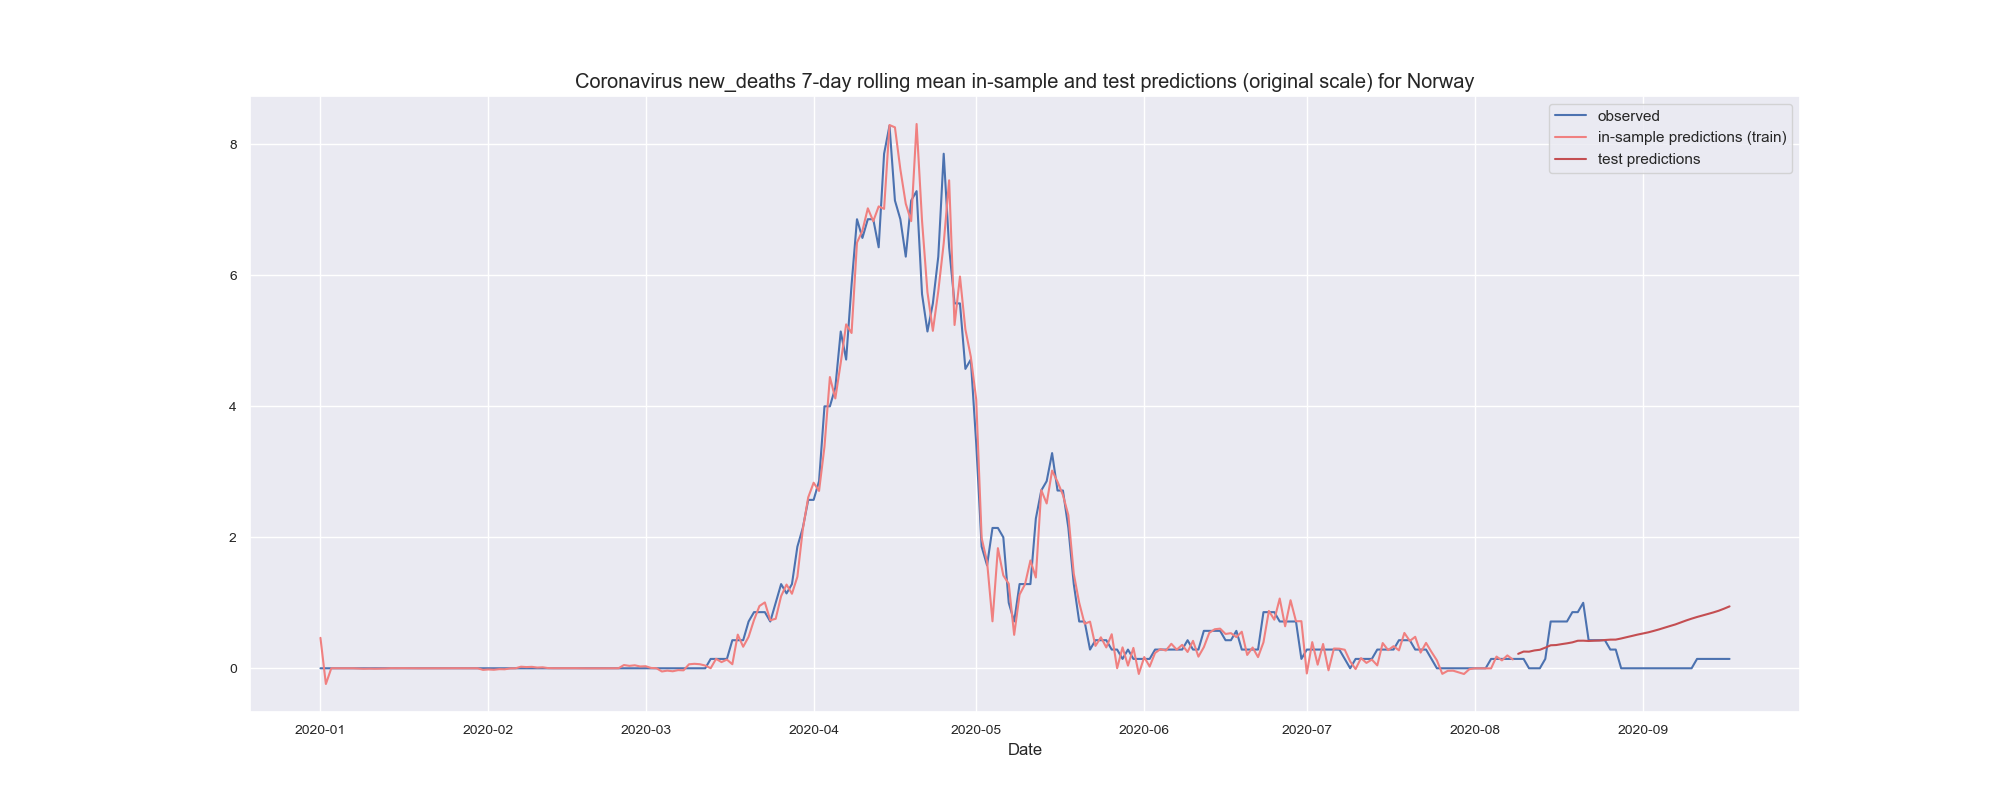 Coronavirus new_deaths 7-day rolling mean in-sample and test predictions (original scale) for Norway
observed
in-sample predictions (train)
test predictions
8
6
4
2
0
2020-01 2020-02 2020-03 2020-04 2020-05 2020-06 2020-07 2020-08 2020-09
Date